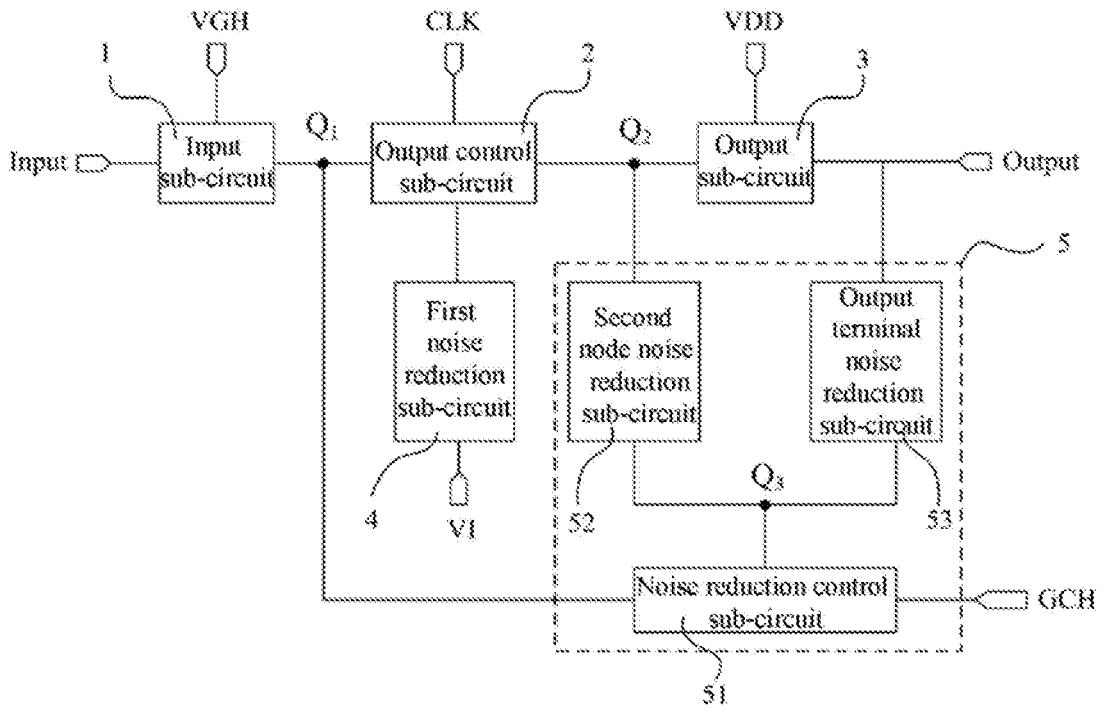 VGH
CLK
VDD
1
2
3
Input
Input
sub-circuit
Q1
Output control
sub-circuit
Q2
Output
sub-circuit
Output
5
First
noise
reduction
sub-circuit
Second
node noise
reduction
sub-circuit
Output
terminal
noise
reduction
sub-circuit
4
VI
52
Q3
53
Noise reduction control
sub-circuit
GCH
51